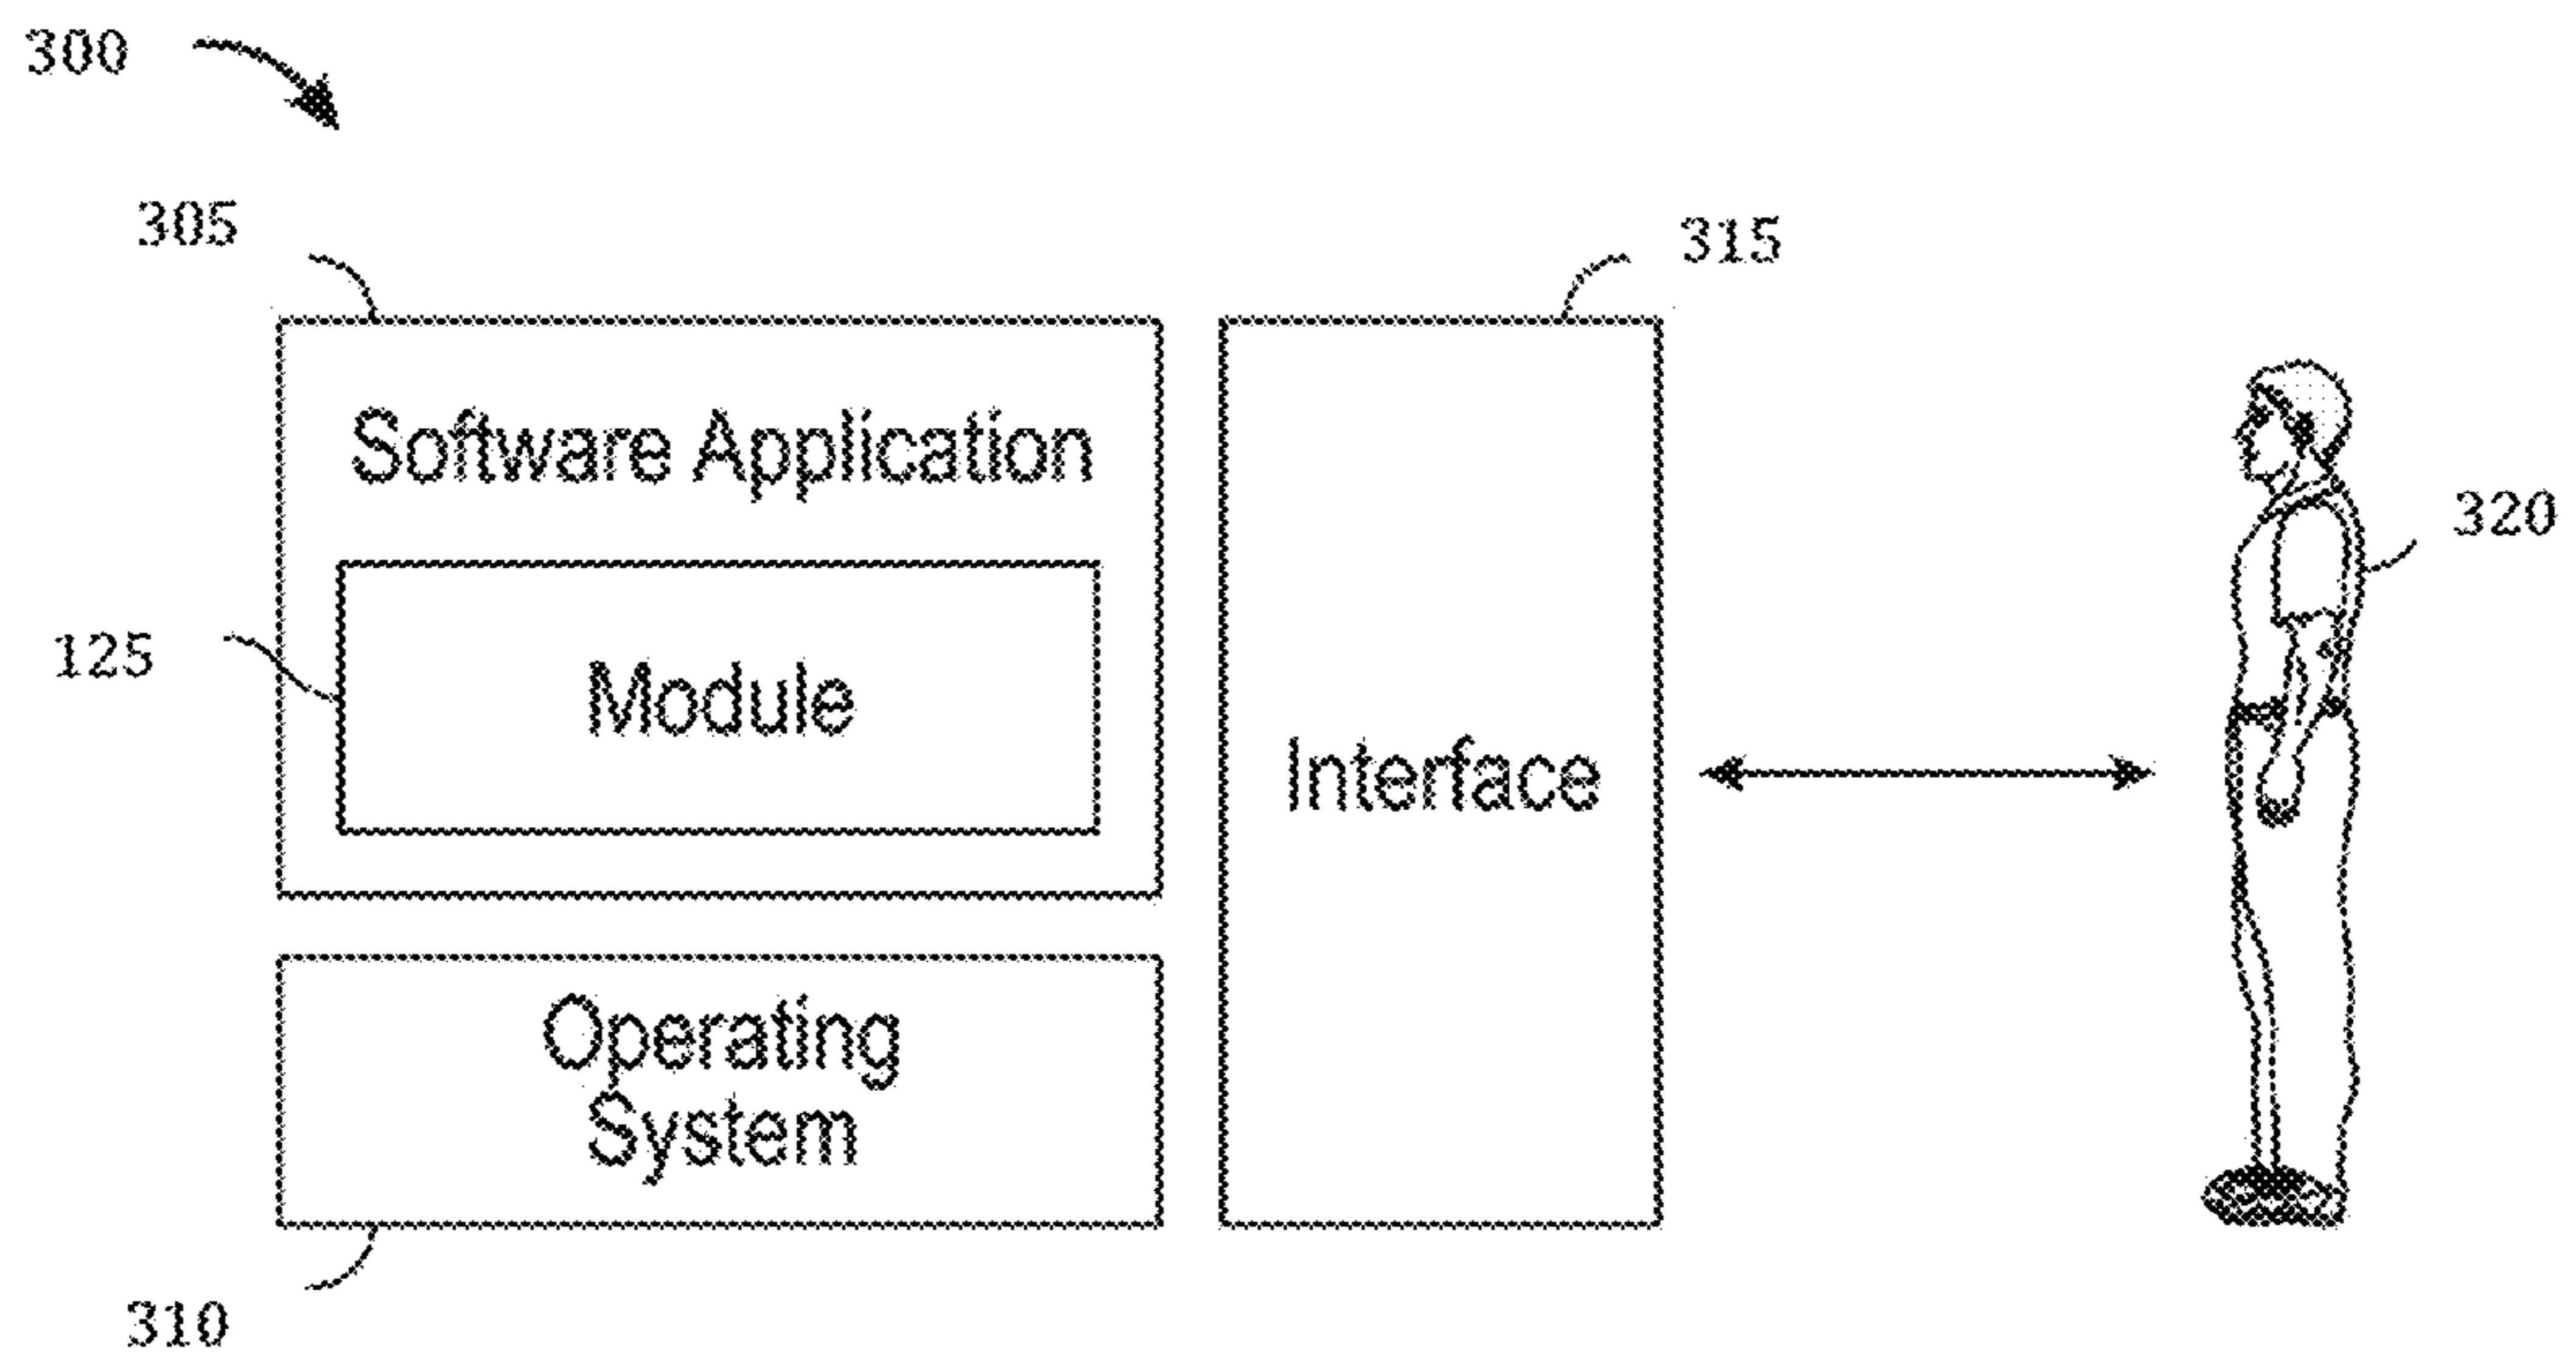 300
305
315
Software Application
320
125
Module
Interface
Operating
System
310